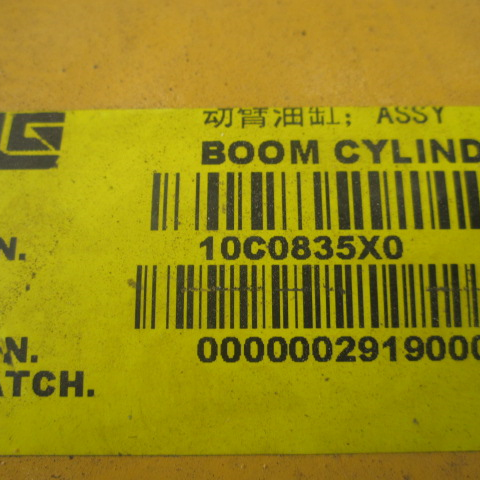 动臂油缸; ASSY
BOOM CYLIND
N. 10C0835X0
N. 0000002919000
ATCH.